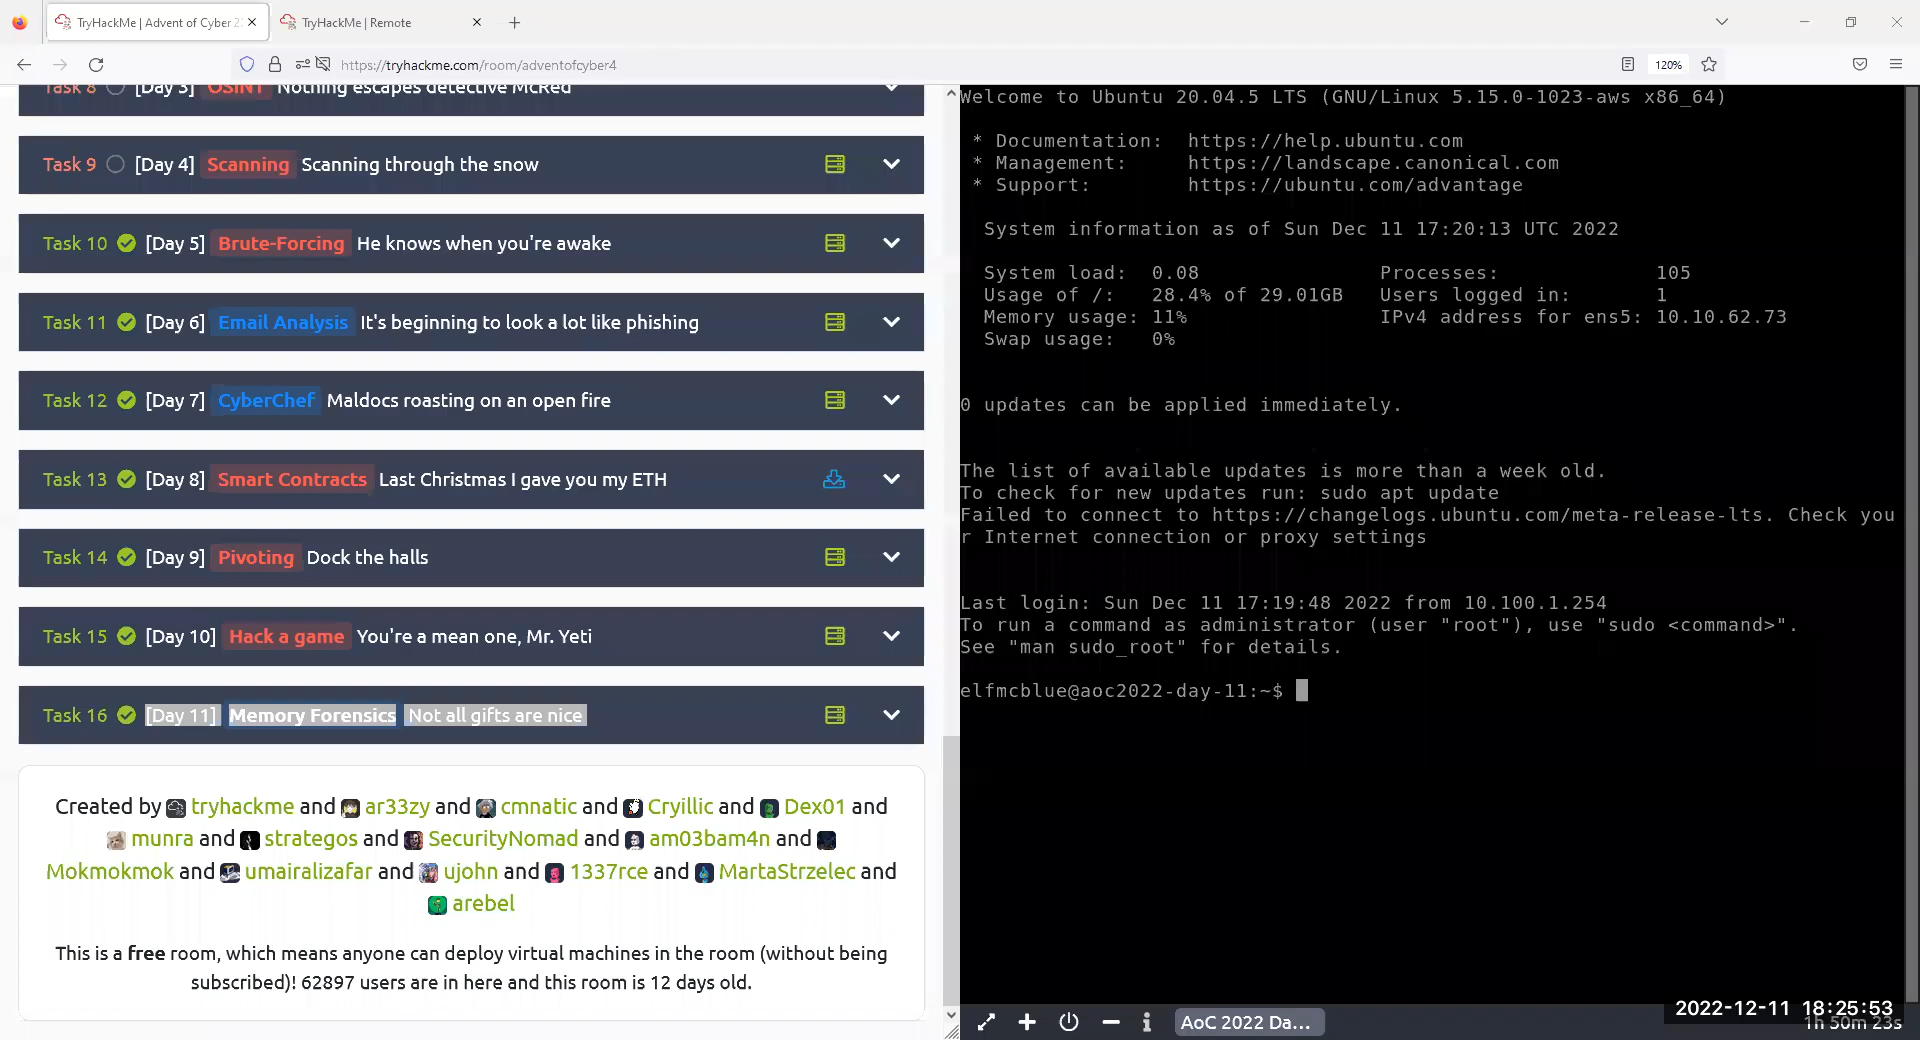 TryHackMe | Advent of Cyber 2
TryHackMe | Remote
https://tryhackme.com/room/adventofcyber4
120%
Task 8 [Day 3] OSINT Nothing escapes detective McRed
Task 9 [Day 4] Scanning Scanning through the snow
Task 10 [Day 5] Brute-Forcing He knows when you're awake
Task 11 [Day 6] Email Analysis It's beginning to look a lot like phishing
Task 12 [Day 7] CyberChef Maldocs roasting on an open fire
Task 13 [Day 8] Smart Contracts Last Christmas I gave you my ETH
Task 14 [Day 9] Pivoting Dock the halls
Task 15 [Day 10] Hack a game You're a mean one, Mr. Yeti
Task 16 [Day 11] Memory Forensics Not all gifts are nice
Created by tryhackme and ar33zy and cmnatic and Cryillic and Dex01 and
munra and strategos and SecurityNomad and am03bam4n and
Mokmokmok and umairalizafar and ujohn and 1337rce and MartaStrzelec and
arebel
This is a free room, which means anyone can deploy virtual machines in the room (without being
subscribed)! 62897 users are in here and this room is 12 days old.
Welcome to Ubuntu 20.04.5 LTS (GNU/Linux 5.15.0-1023-aws x86_64)
* Documentation: https://help.ubuntu.com
* Management: https://landscape.canonical.com
* Support: https://ubuntu.com/advantage
System information as of Sun Dec 11 17:20:13 UTC 2022
System load: 0.08 Processes: 105
Usage of /: 28.4% of 29.01GB Users logged in: 1
Memory usage: 11% IPv4 address for ens5: 10.10.62.73
Swap usage: 0%
0 updates can be applied immediately.
The list of available updates is more than a week old.
To check for new updates run: sudo apt update
Failed to connect to https://changelogs.ubuntu.com/meta-release-lts. Check you
r Internet connection or proxy settings
Last login: Sun Dec 11 17:19:48 2022 from 10.100.1.254
To run a command as administrator (user "root"), use "sudo <command>".
See "man sudo_root" for details.
elfmcblue@aoc2022-day-11:~$
AoC 2022 Da...
2022-12-11 18:25:53
1h 50m 23s